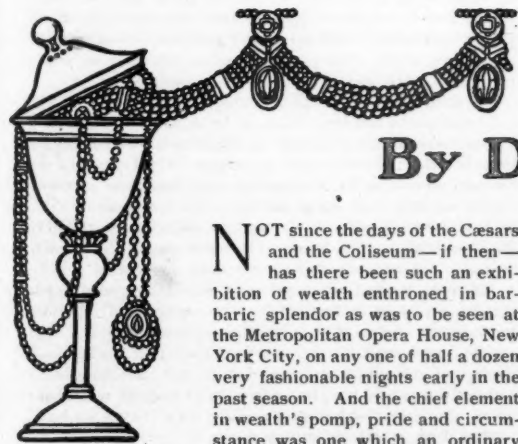 By D
NOT since the days of the Cæsars
and the Coliseum—if then—
has there been such an exhi-
bition of wealth enthroned in bar-
baric splendor as was to be seen at
the Metropolitan Opera House, New
York City, on any one of half a dozen
very fashionable nights early in the
past season. And the chief element
in wealth's pomp, pride and circum-
stance was one which an ordinary